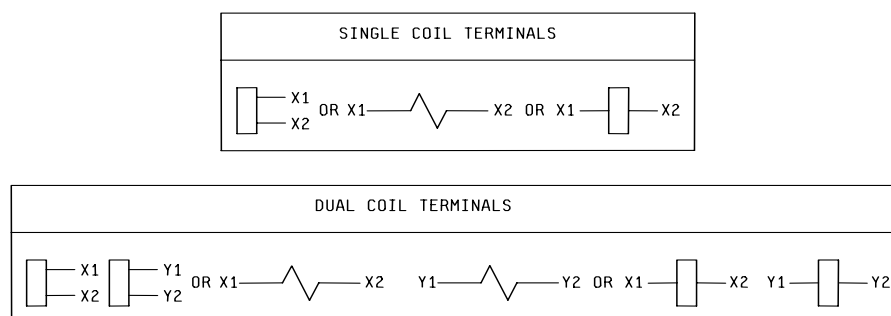 SINGLE COIL TERMINALS
X1
X2
OR X1 X2 OR X1 X2
DUAL COIL TERMINALS
X1 Y1
X2 Y2
OR X1 X2 Y1 Y2 OR X1 X2 Y1 Y2